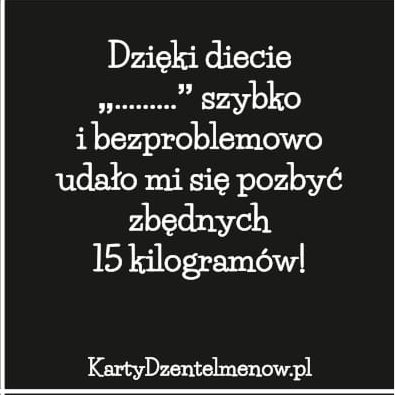 Dzięki diecie
„.........” szybko
i bezproblemowo
udało mi się pozbyć
zbędnych
15 kilogramów!
KartyDzentelmenow.pl